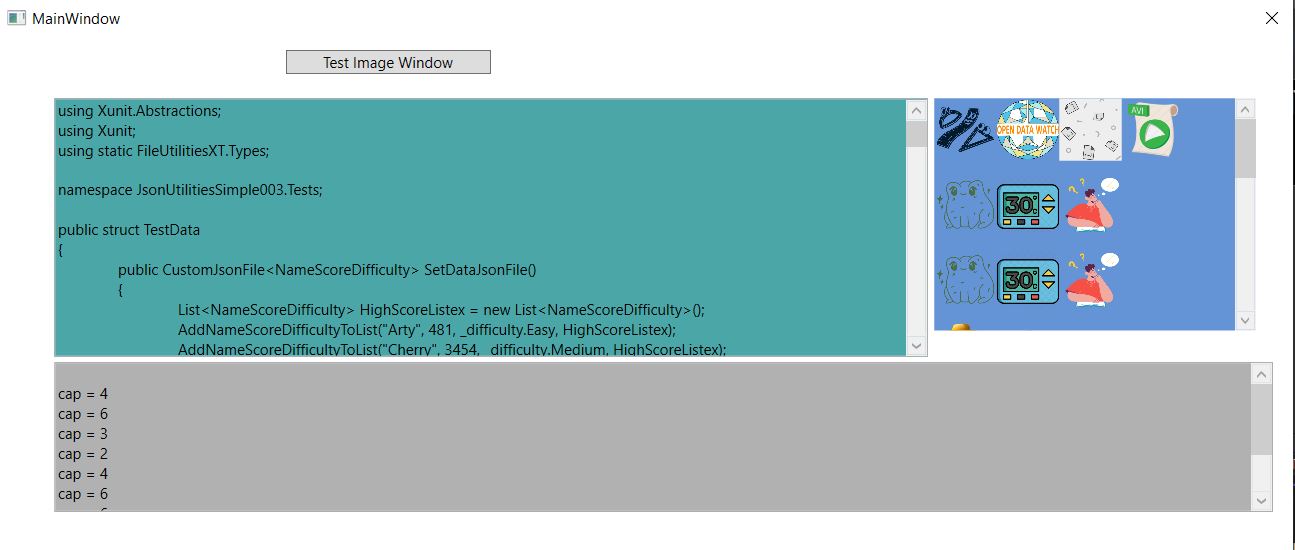 MainWindow
Test Image Window
using Xunit.Abstractions;
using Xunit;
using static FileUtilitiesXT.Types;
namespace JsonUtilitiesSimple003.Tests;
public struct TestData
{
public CustomJsonFile<NameScoreDifficulty> SetDataJsonFile()
{
List<NameScoreDifficulty> HighScoreListex = new List<NameScoreDifficulty>();
AddNameScoreDifficultyToList("Arty", 481, _difficulty.Easy, HighScoreListex);
AddNameScoreDifficultyToList("Cherry", 3454, _difficulty.Medium, HighScoreListex);
OPEN DATA WATCH
AVI
30
30
cap = 4
cap = 6
cap = 3
cap = 2
cap = 4
cap = 6